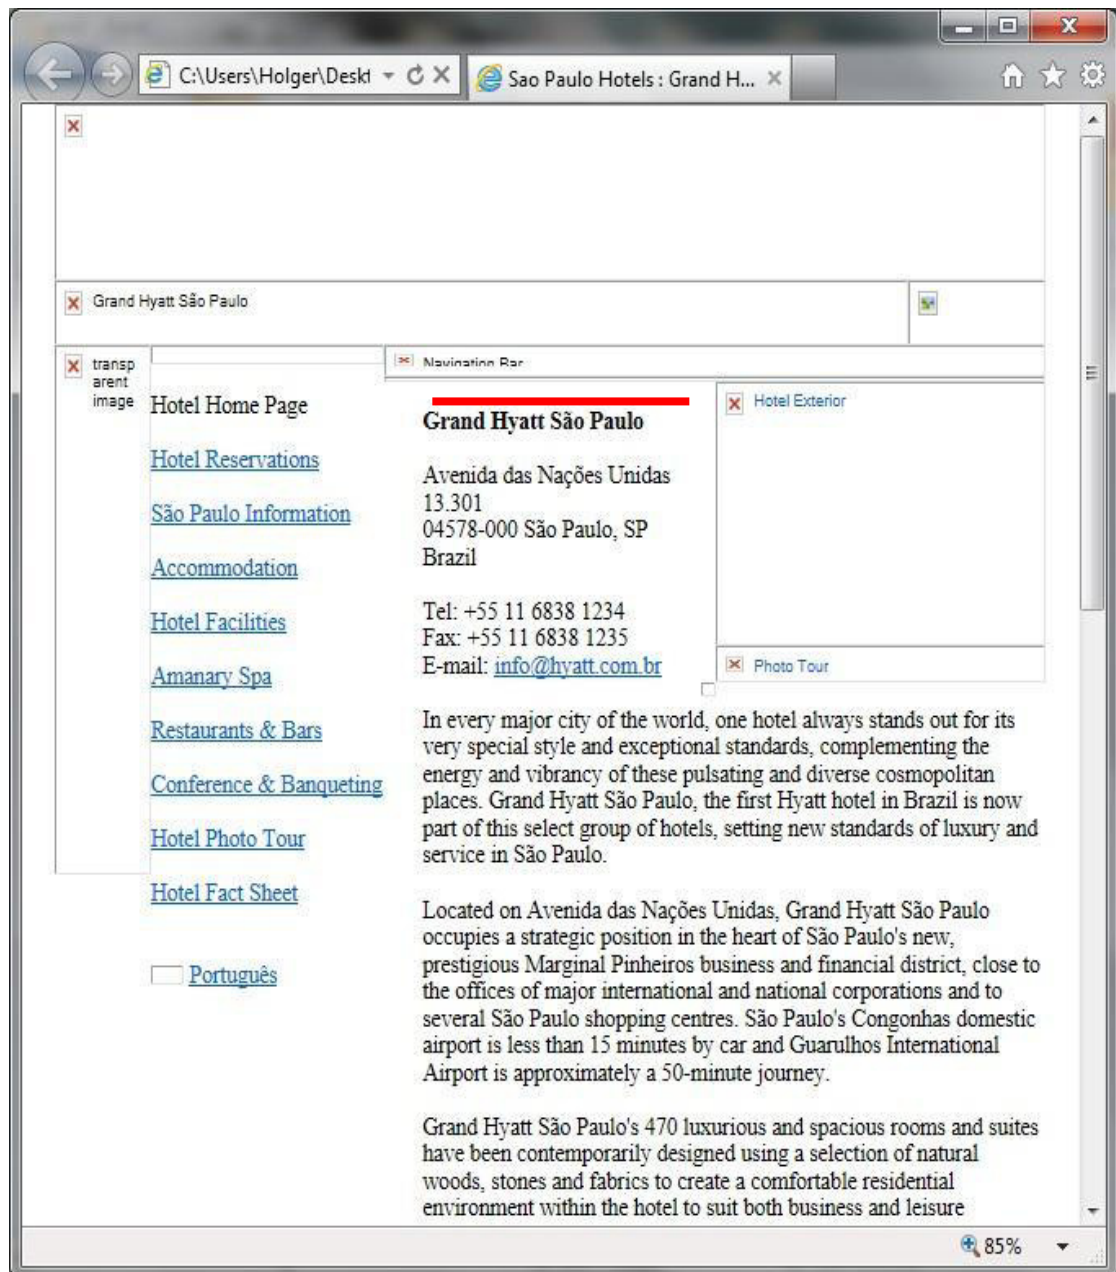 C:\Users\Holger\Deskt
Sao Paulo Hotels : Grand H...
Grand Hyatt São Paulo
transp
arent
image
Navigation Bar
Hotel Home Page
Hotel Reservations
São Paulo Information
Accommodation
Hotel Facilities
Amanary Spa
Restaurants & Bars
Conference & Banqueting
Hotel Photo Tour
Hotel Fact Sheet
Português
Grand Hyatt São Paulo
Avenida das Nações Unidas
13.301
04578-000 São Paulo, SP
Brazil
Tel: +55 11 6838 1234
Fax: +55 11 6838 1235
E-mail: info@hyatt.com.br
Hotel Exterior
Photo Tour
In every major city of the world, one hotel always stands out for its
very special style and exceptional standards, complementing the
energy and vibrancy of these pulsating and diverse cosmopolitan
places. Grand Hyatt São Paulo, the first Hyatt hotel in Brazil is now
part of this select group of hotels, setting new standards of luxury and
service in São Paulo.
Located on Avenida das Nações Unidas, Grand Hyatt São Paulo
occupies a strategic position in the heart of São Paulo's new,
prestigious Marginal Pinheiros business and financial district, close to
the offices of major international and national corporations and to
several São Paulo shopping centres. São Paulo's Congonhas domestic
airport is less than 15 minutes by car and Guarulhos International
Airport is approximately a 50-minute journey.
Grand Hyatt São Paulo's 470 luxurious and spacious rooms and suites
have been contemporarily designed using a selection of natural
woods, stones and fabrics to create a comfortable residential
environment within the hotel to suit both business and leisure
85%